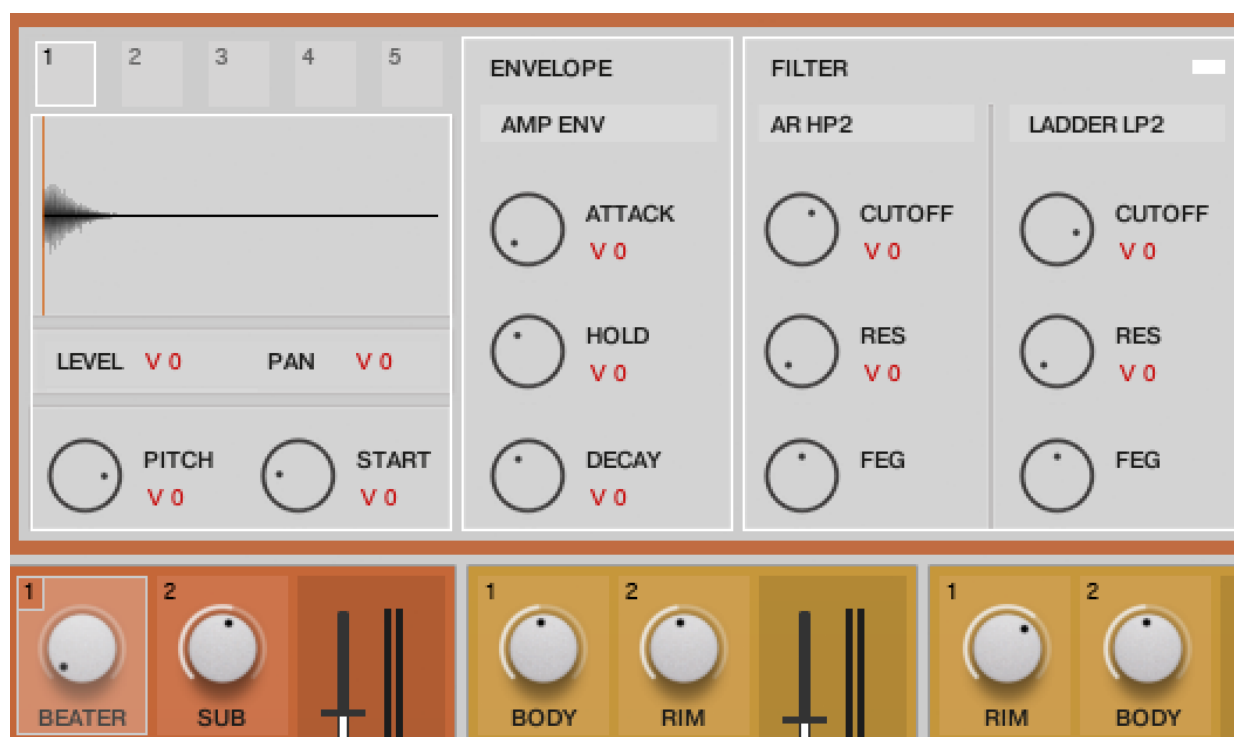 1 2 3 4 5
LEVEL V 0 PAN V 0
PITCH
V 0
START
V 0
ENVELOPE
AMP ENV
ATTACK
V 0
HOLD
V 0
DECAY
V 0
FILTER
AR HP2
CUTOFF
V 0
RES
V 0
FEG
LADDER LP2
CUTOFF
V 0
RES
V 0
FEG
1 2
BEATER SUB
1 2
BODY RIM
1 2
RIM BODY